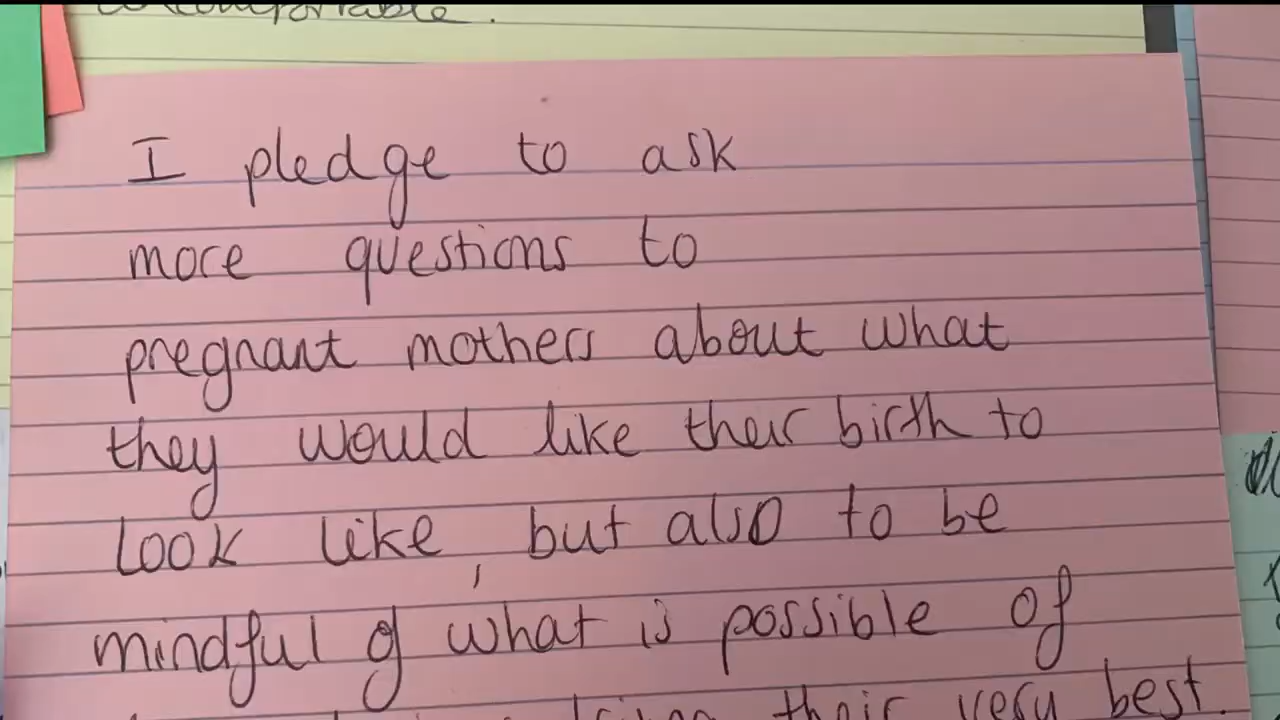 uncomfortable.
I pledge to ask
more questions to
pregnant mothers about what
they would like their birth to
look like, but also to be
mindful of what is possible of
their very best.